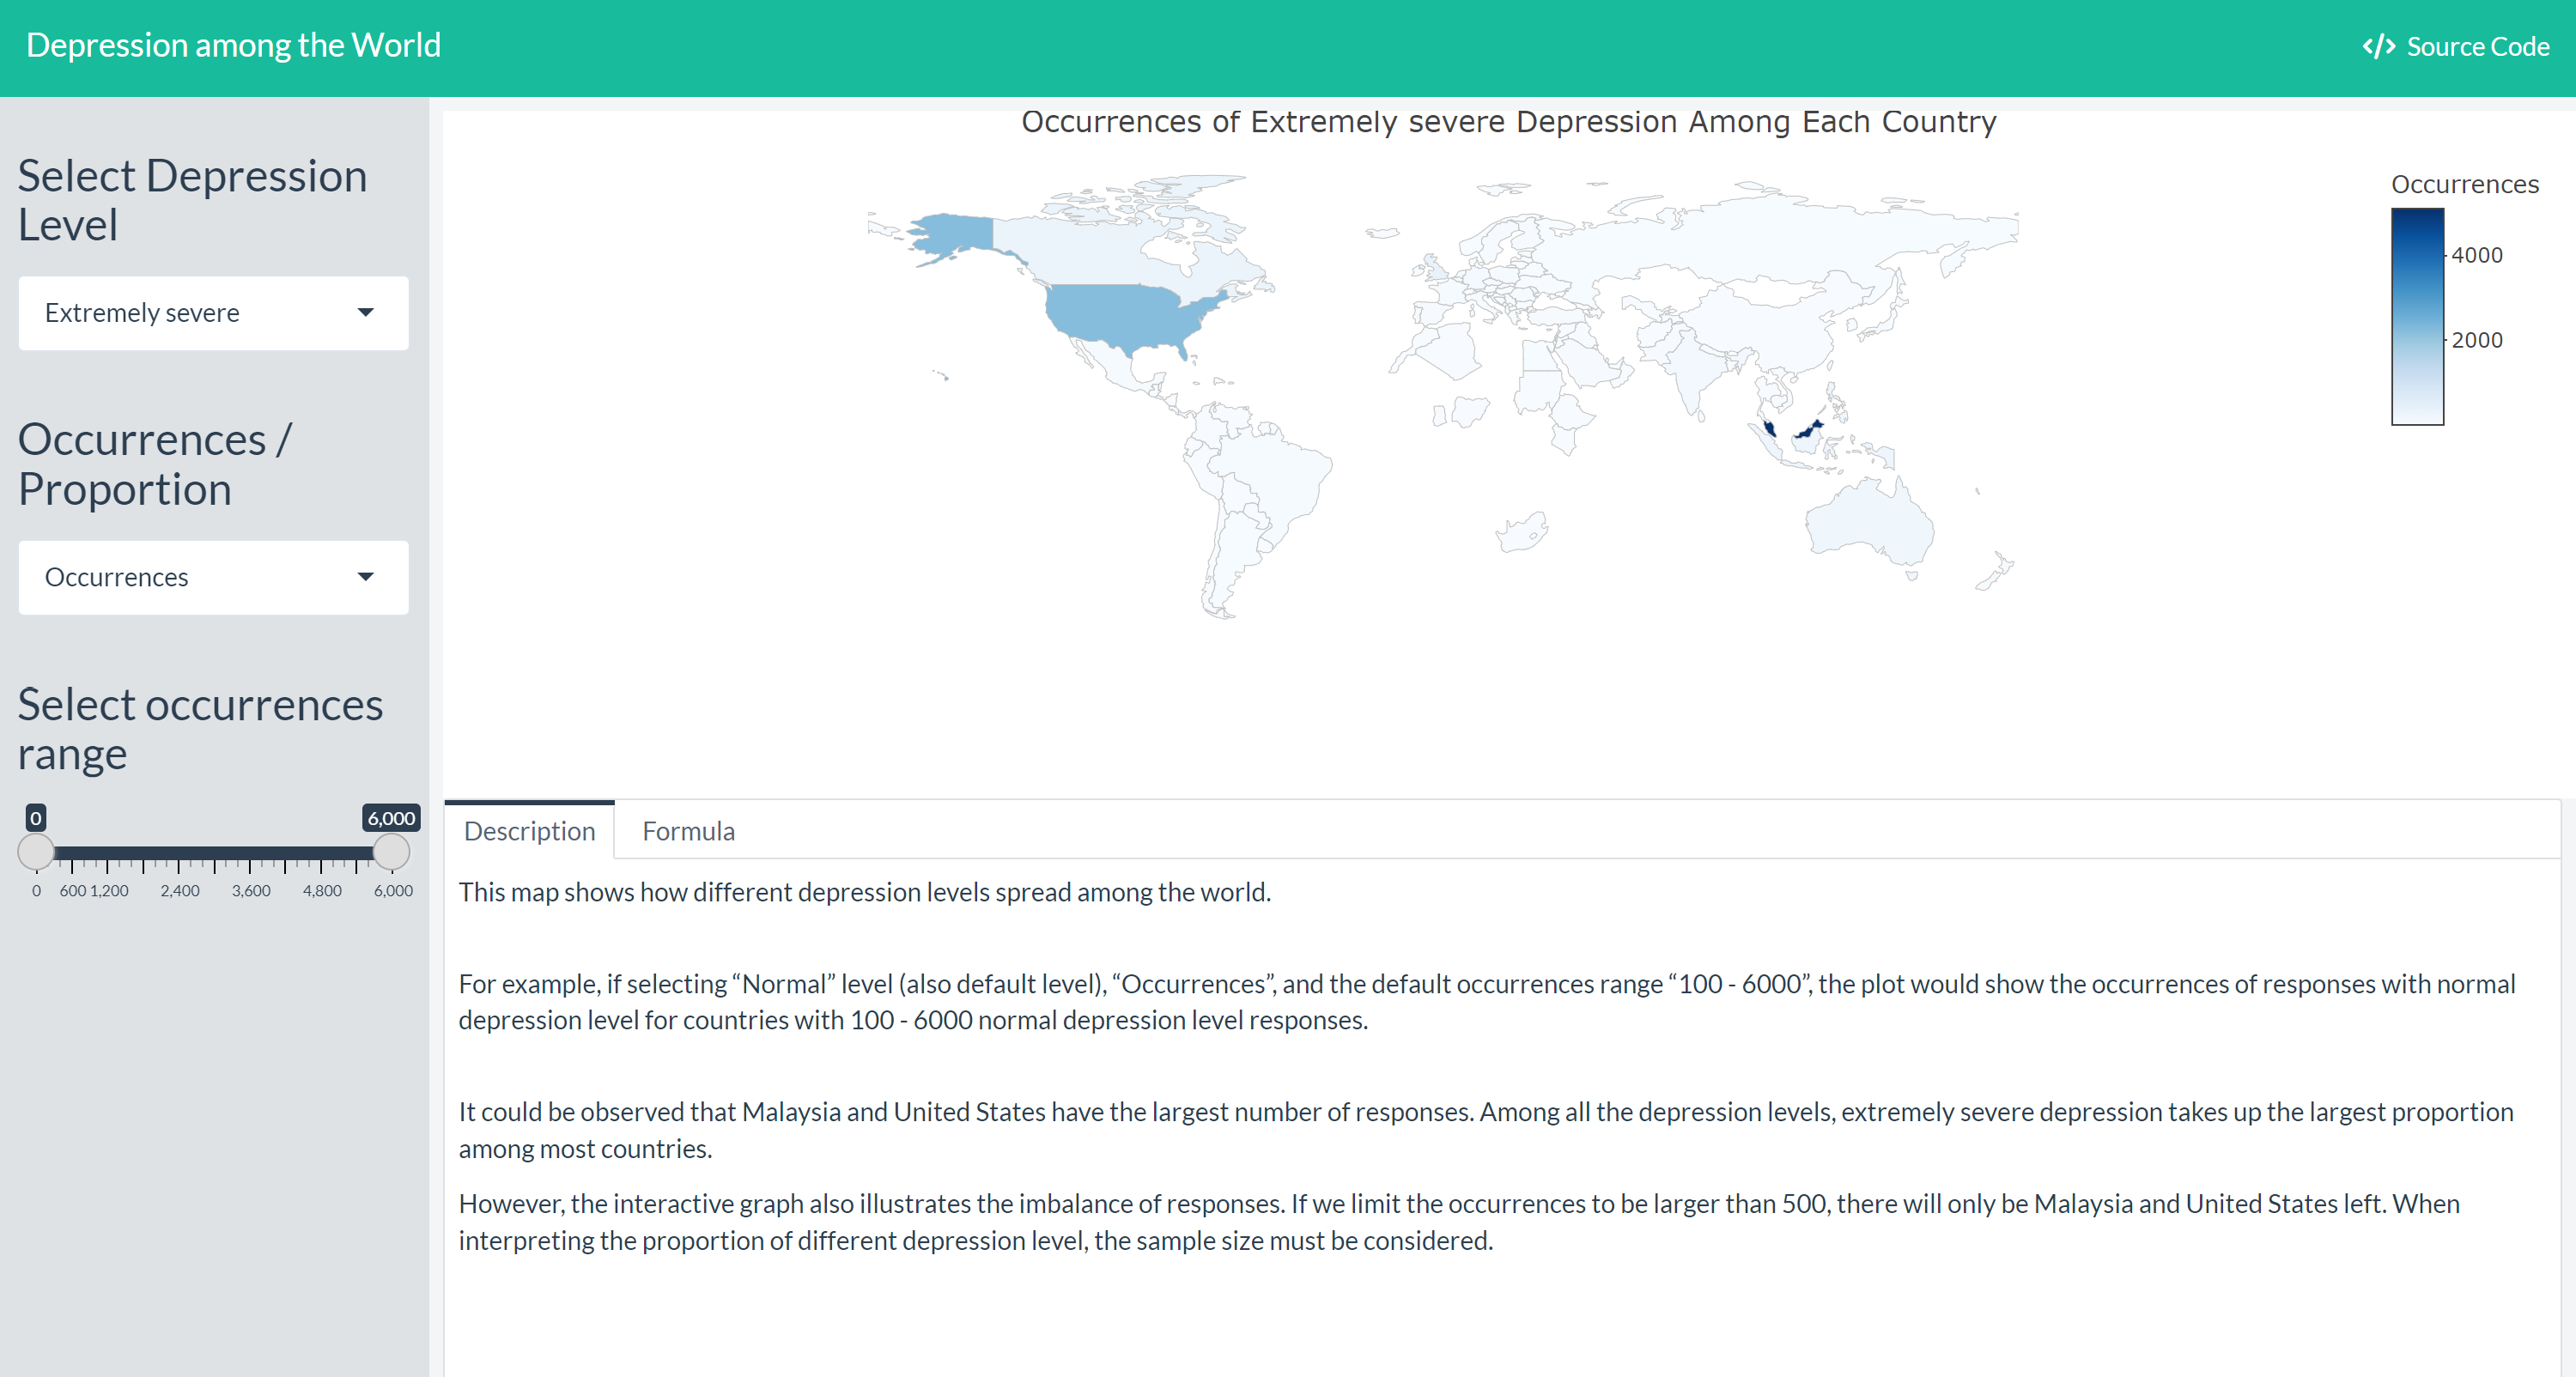 Depression among the World
Source Code
Select Depression
Level
Extremely severe
Occurrences /
Proportion
Occurrences
Select occurrences
range
0
6,000
0 600 1,200 2,400 3,600 4,800 6,000
Occurrences of Extremely severe Depression Among Each Country
Occurrences
4000
2000
Description
Formula
This map shows how different depression levels spread among the world.
For example, if selecting “Normal” level (also default level), “Occurrences”, and the default occurrences range “100 - 6000”, the plot would show the occurrences of responses with normal
depression level for countries with 100 - 6000 normal depression level responses.
It could be observed that Malaysia and United States have the largest number of responses. Among all the depression levels, extremely severe depression takes up the largest proportion
among most countries.
However, the interactive graph also illustrates the imbalance of responses. If we limit the occurrences to be larger than 500, there will only be Malaysia and United States left. When
interpreting the proportion of different depression level, the sample size must be considered.